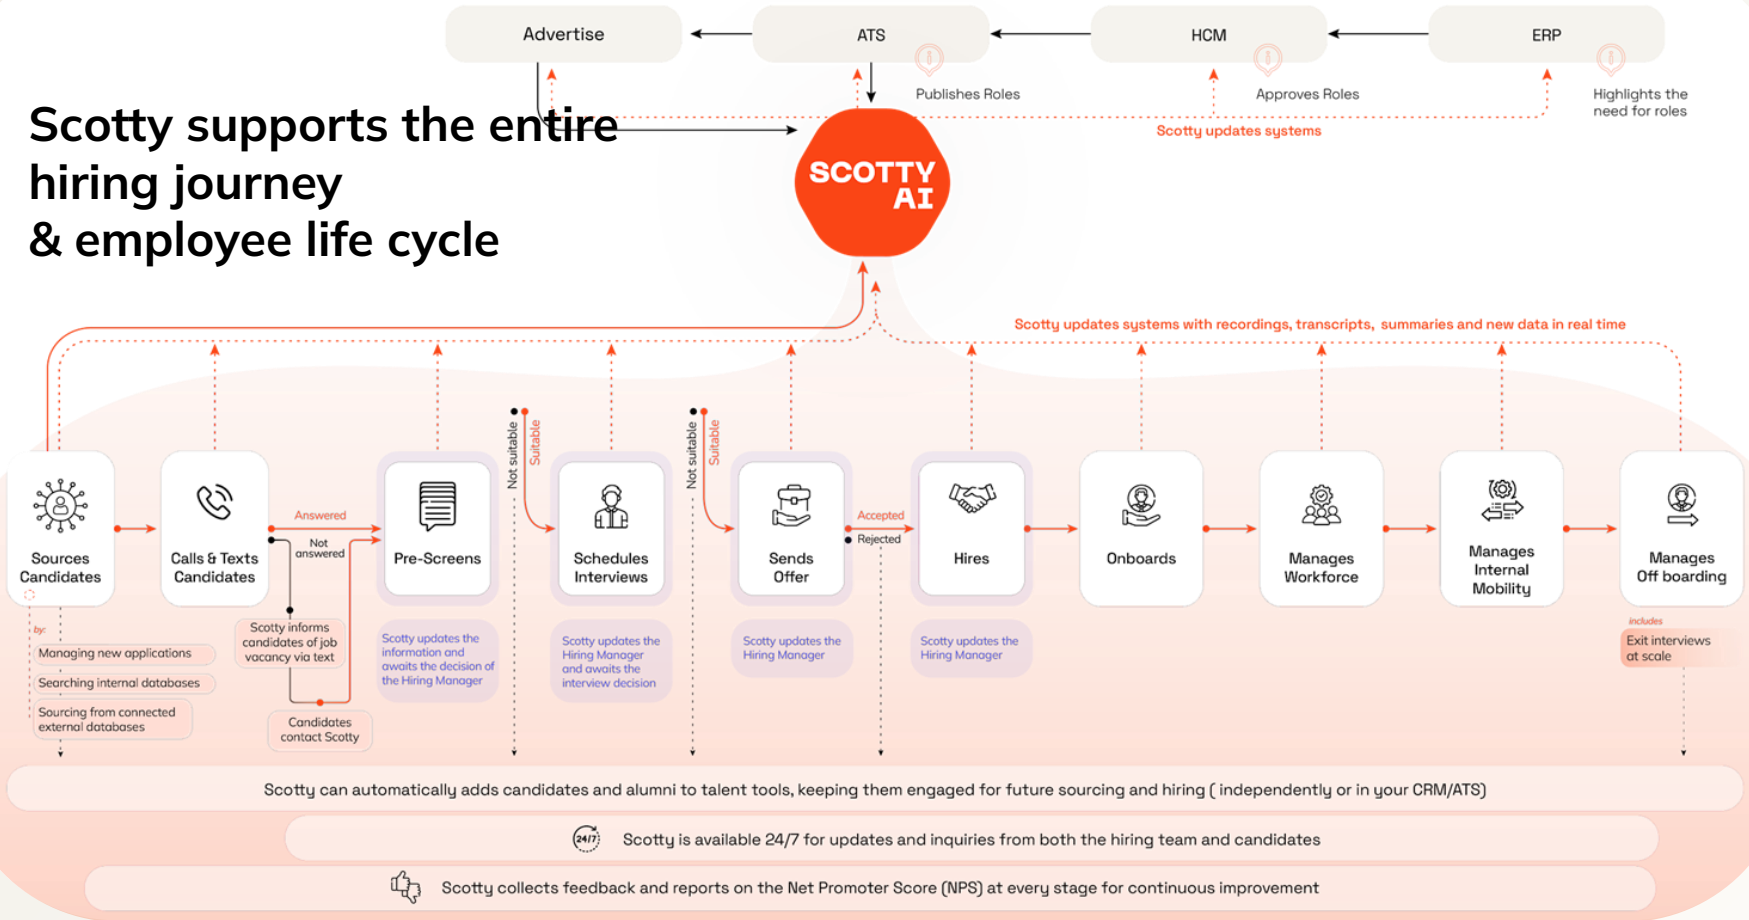 Advertise
ATS
HCM
ERP
Publishes Roles
Approves Roles
Highlights the
need for roles
Scotty updates systems
Scotty supports the entire
hiring journey
& employee life cycle
SCOTTY
AI
Scotty updates systems with recordings, transcripts, summaries and new data in real time
Sources
Candidates
Calls & Texts
Candidates
Answered
Not
answered
Pre-Screens
Not suitable
Suitable
Schedules
Interviews
Not suitable
Suitable
Sends
Offer
Accepted
Rejected
Hires
Onboards
Manages
Workforce
Manages
Internal
Mobility
Manages
Off boarding
by:
Managing new applications
Searching internal databases
Sourcing from connected
external databases
Scotty informs
candidates of job
vacancy via text
Candidates
contact Scotty
Scotty updates the
information and
awaits the decision of
the Hiring Manager
Scotty updates the
Hiring Manager
and awaits the
interview decision
Scotty updates the
Hiring Manager
Scotty updates the
Hiring Manager
includes
Exit interviews
at scale
Scotty can automatically adds candidates and alumni to talent tools, keeping them engaged for future sourcing and hiring ( independently or in your CRM/ATS)
24/7
Scotty is available 24/7 for updates and inquiries from both the hiring team and candidates
Scotty collects feedback and reports on the Net Promoter Score (NPS) at every stage for continuous improvement